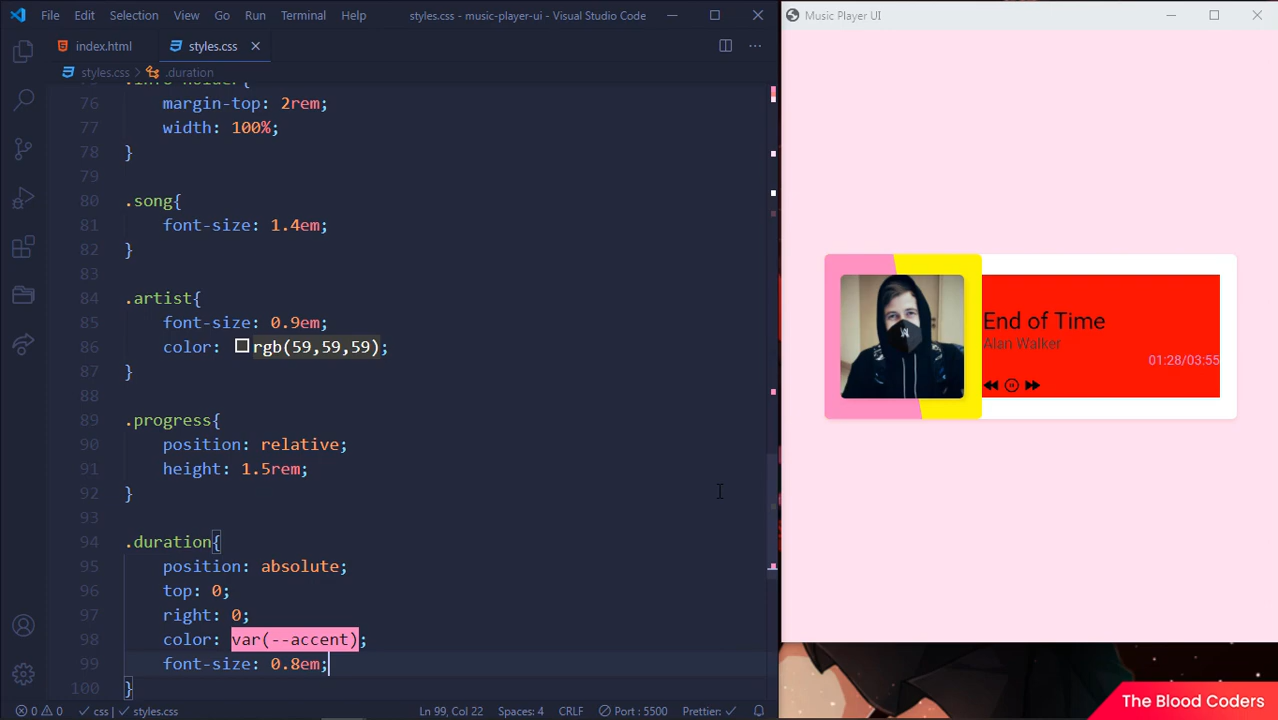 File Edit Selection View Go Run Terminal Help
styles.css - music-player-ui - Visual Studio Code
index.html
styles.css
styles.css > .duration
76 margin-top: 2rem;
77 width: 100%;
78 }
79
80 .song{
81 font-size: 1.4em;
82 }
83
84 .artist{
85 font-size: 0.9em;
86 color: rgb(59,59,59);
87 }
88
89 .progress{
90 position: relative;
91 height: 1.5rem;
92 }
93
94 .duration{
95 position: absolute;
96 top: 0;
97 right: 0;
98 color: var(--accent);
99 font-size: 0.8em;
100 }
0 0 css styles.css Ln 99, Col 22 Spaces: 4 CRLF Port : 5500 Prettier:
Music Player UI
End of Time
Alan Walker
01:28/03:55
The Blood Coders